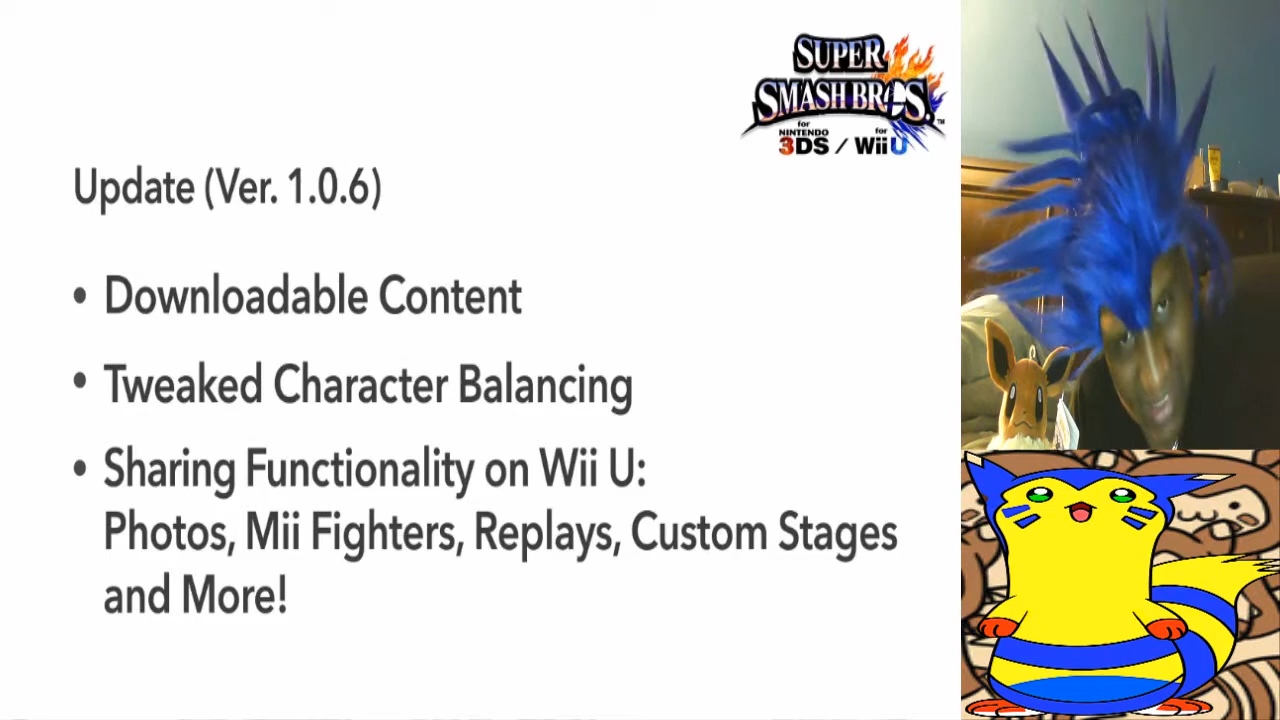 SUPER
SMASH BROS.™
for for
NINTENDO
3DS / Wii U
Update (Ver. 1.0.6)
• Downloadable Content
• Tweaked Character Balancing
• Sharing Functionality on Wii U:
Photos, Mii Fighters, Replays, Custom Stages
and More!